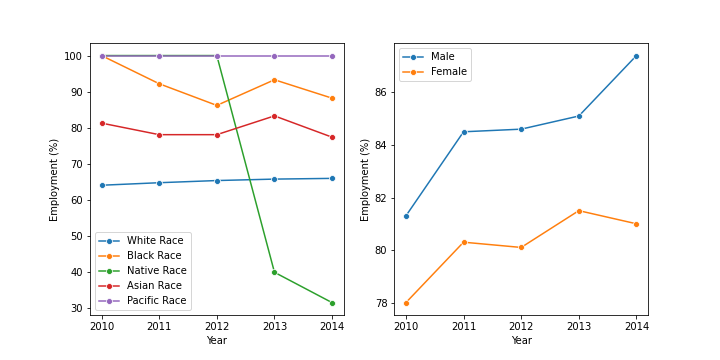 100
90
80
70
60
50
40
30
Employment (%)
White Race
Black Race
Native Race
Asian Race
Pacific Race
2010 2011 2012 2013 2014
Year
86
84
82
80
78
Employment (%)
Male
Female
2010 2011 2012 2013 2014
Year